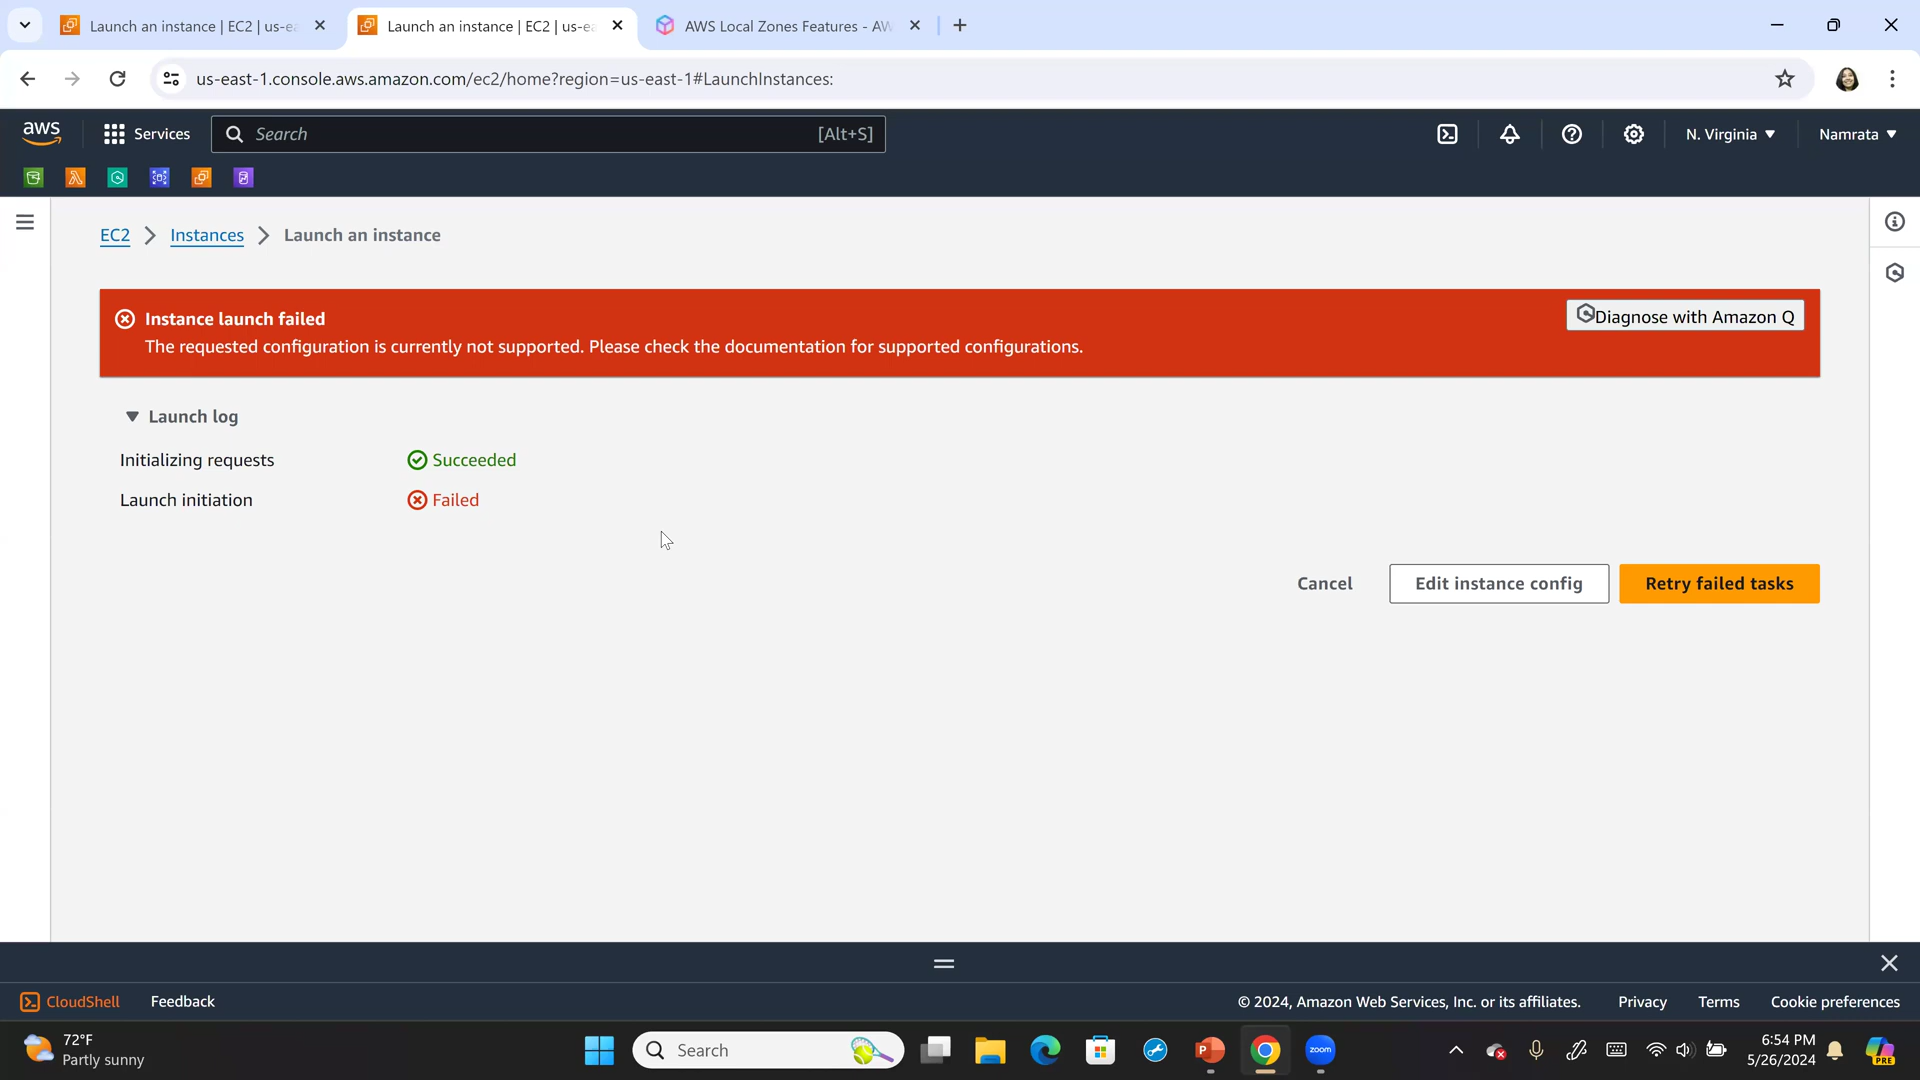 Launch an instance | EC2 | us-ea
Launch an instance | EC2 | us-ea
AWS Local Zones Features - AW
us-east-1.console.aws.amazon.com/ec2/home?region=us-east-1#LaunchInstances:
aws
Services
Search
[Alt+S]
N. Virginia
Namrata
EC2
Instances
Launch an instance
Instance launch failed
The requested configuration is currently not supported. Please check the documentation for supported configurations.
Diagnose with Amazon Q
Launch log
Initializing requests
Succeeded
Launch initiation
Failed
Cancel
Edit instance config
Retry failed tasks
CloudShell
Feedback
© 2024, Amazon Web Services, Inc. or its affiliates.
Privacy
Terms
Cookie preferences
72°F
Partly sunny
Search
P
zoom
6:54 PM
5/26/2024
PRE